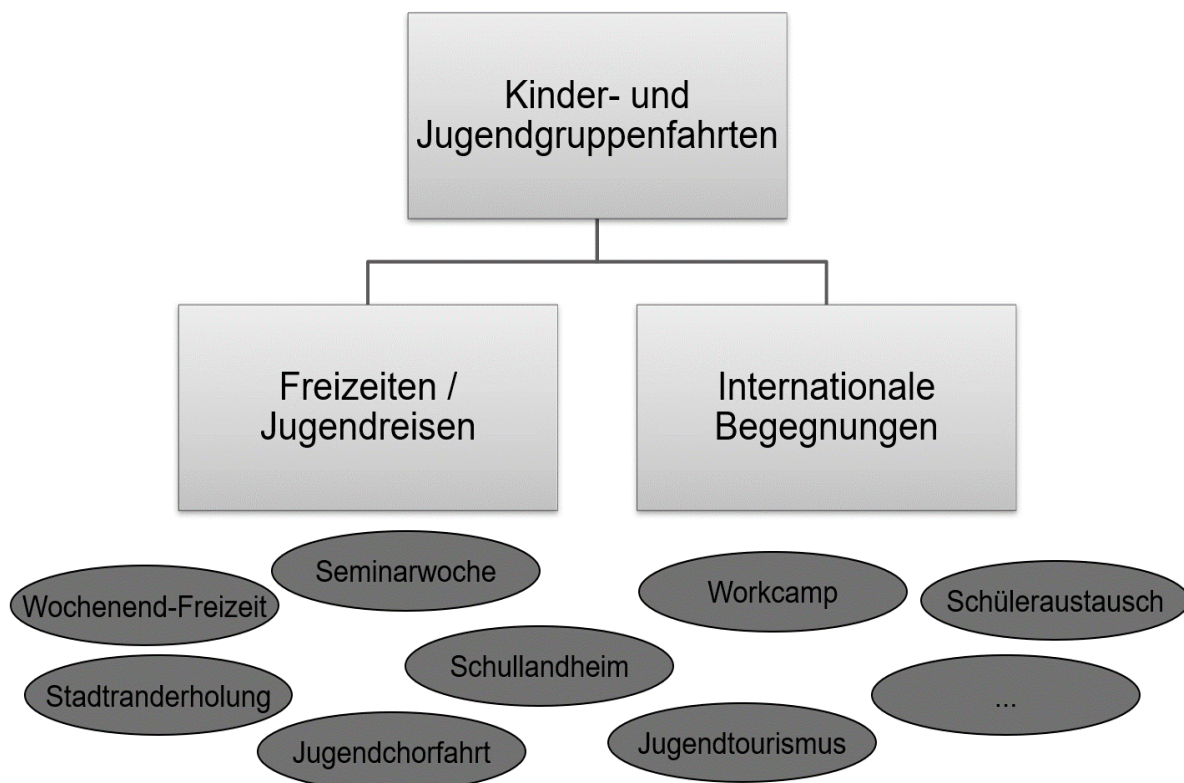 Kinder- und
Jugendgruppenfahrten
Freizeiten /
Jugendreisen
Internationale
Begegnungen
Seminarwoche
Workcamp
Wochenend-Freizeit
Schüleraustausch
Schullandheim
Stadtranderholung
...
Jugendchorfahrt
Jugendtourismus